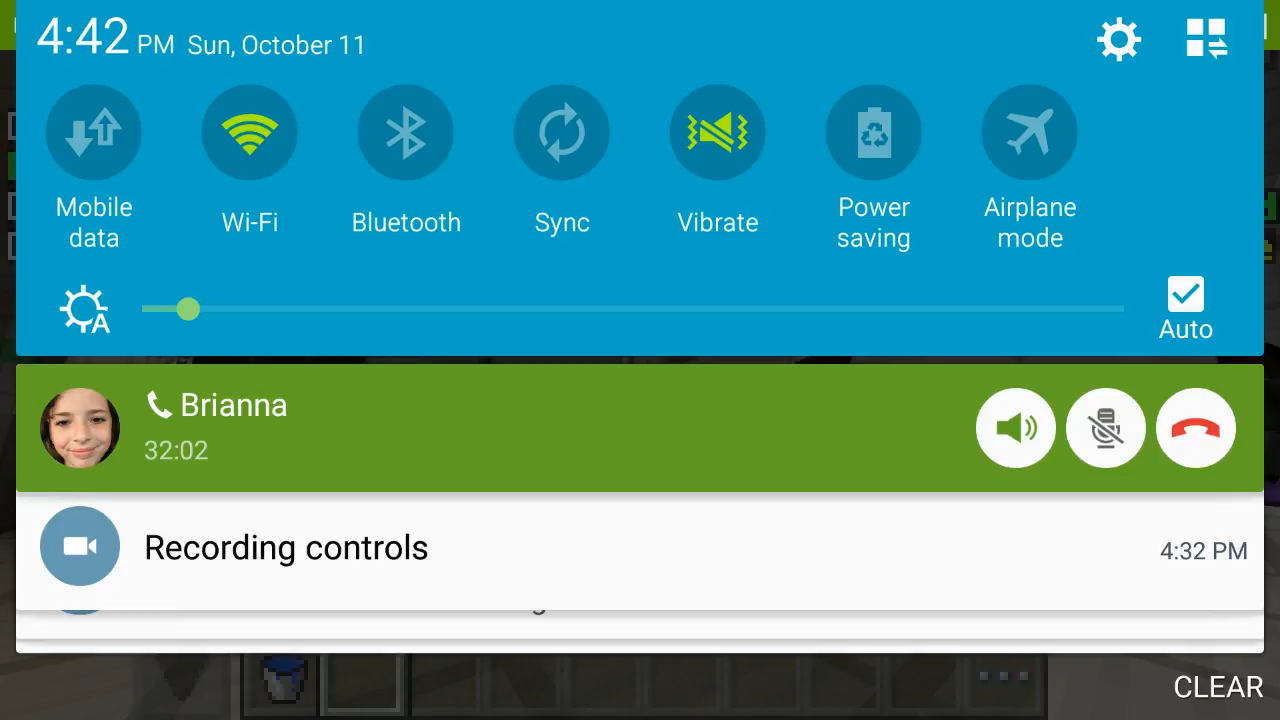 4:42 PM Sun, October 11
Mobile data
Wi-Fi
Bluetooth
Sync
Vibrate
Power saving
Airplane mode
A
Auto
Brianna
32:02
Recording controls
4:32 PM
CLEAR